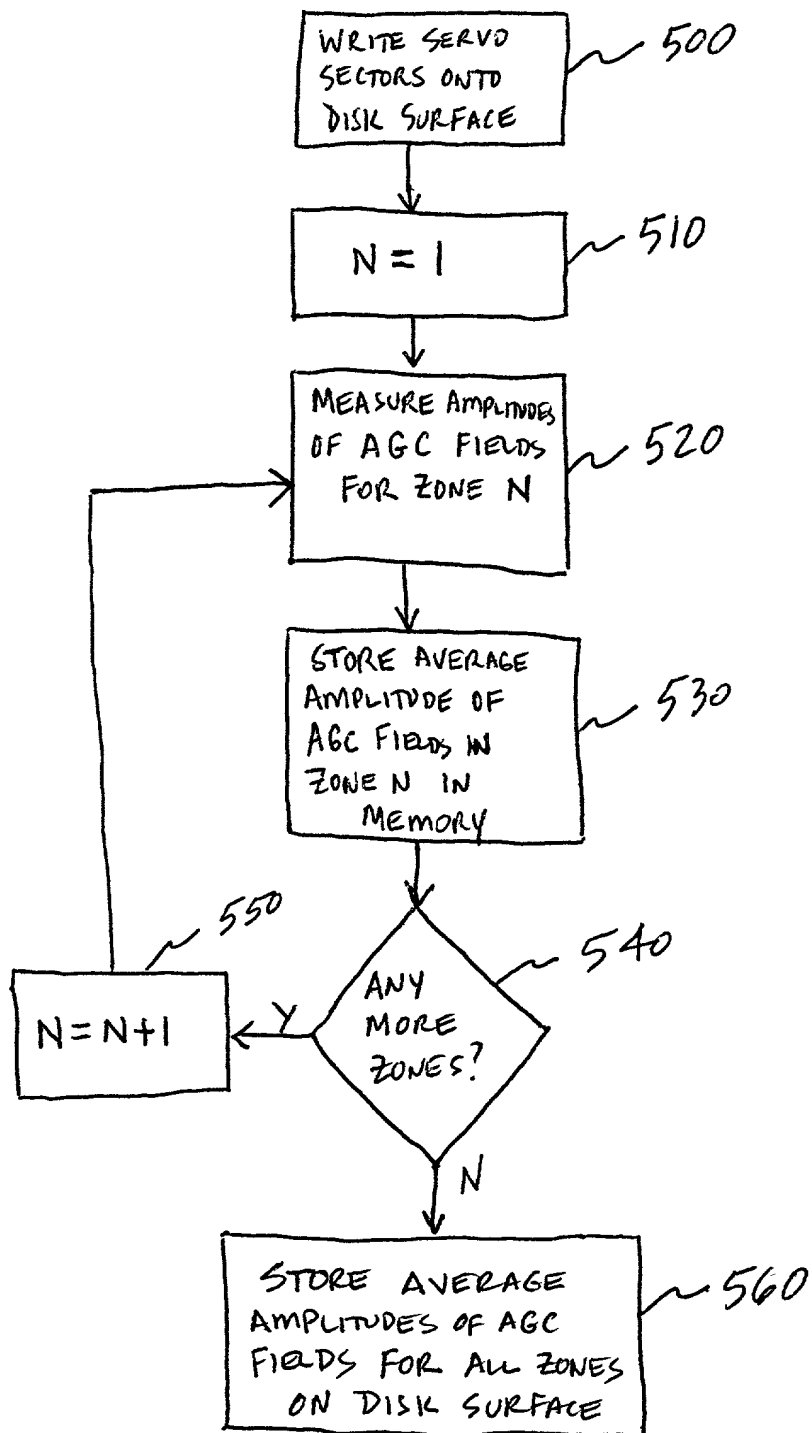 WRITE SERVO
SECTORS ONTO
DISK SURFACE
500
N = 1
510
MEASURE AMPLITUDES
OF AGC FIELDS
FOR ZONE N
520
STORE AVERAGE
AMPLITUDE OF
AGC FIELDS IN
ZONE N IN
MEMORY
530
ANY
MORE
ZONES?
540
Y
550
N=N+1
N
STORE AVERAGE
AMPLITUDES OF AGC
FIELDS FOR ALL ZONES
ON DISK SURFACE
560